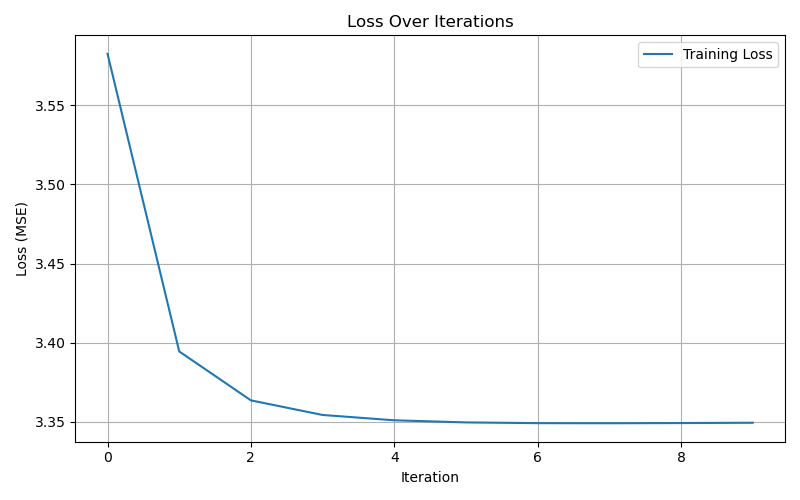 Loss Over Iterations
Training Loss
Loss (MSE)
3.55
3.50
3.45
3.40
3.35
0 2 4 6 8
Iteration